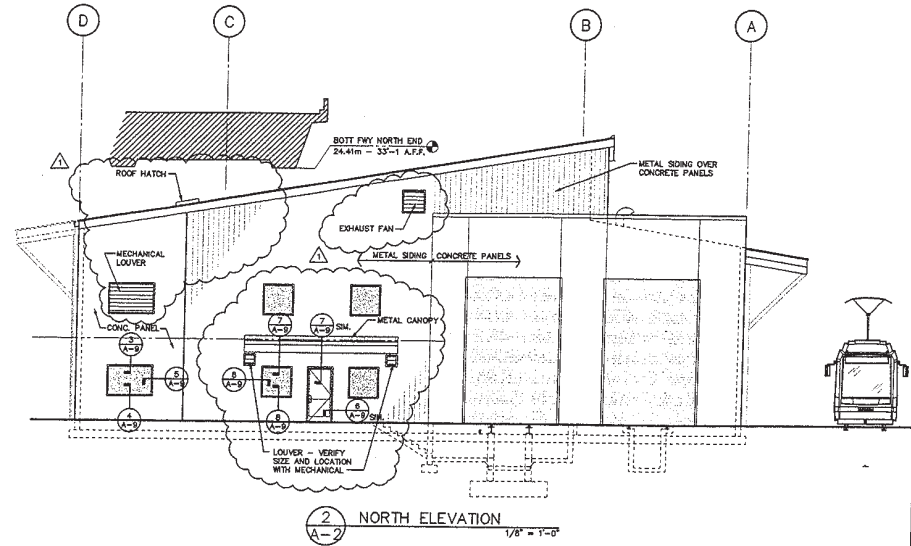 D
C
B
A
BOTT FWY NORTH END
24.41m - 33'-1 A.F.F.
1
ROOF HATCH
METAL SIDING OVER
CONCRETE PANELS
EXHAUST FAN
1
METAL SIDING CONCRETE PANELS
MECHANICAL
LOUVER
CONC. PANEL
7
A-9
7
A-9
SIM.
METAL CANOPY
3
A-9
5
A-9
4
A-9
A-9
8
A-9
6
A-9
SIM.
LOUVER - VERIFY
SIZE AND LOCATION
WITH MECHANICAL
2
A-2
NORTH ELEVATION
1/8" = 1'-0"